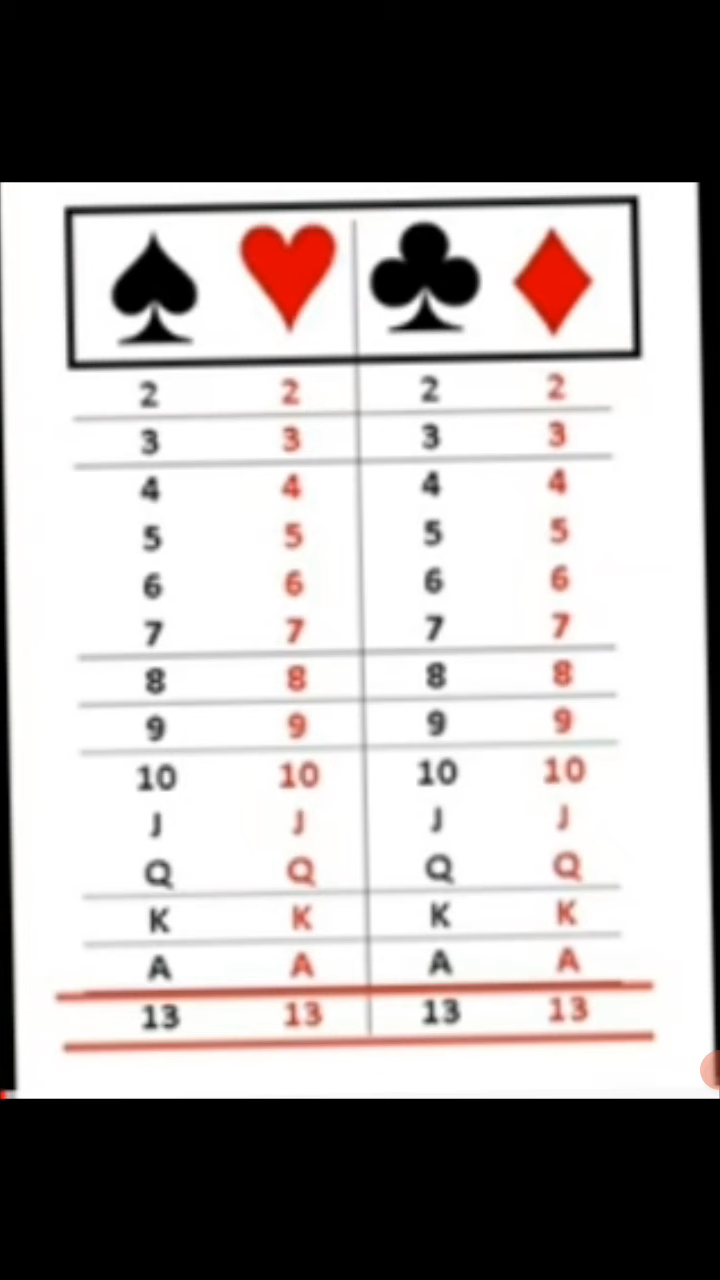 ♠ ♥ ♣ ♦
2 2 2 2
3 3 3 3
4 4 4 4
5 5 5 5
6 6 6 6
7 7 7 7
8 8 8 8
9 9 9 9
10 10 10 10
J J J J
Q Q Q Q
K K K K
A A A A
13 13 13 13